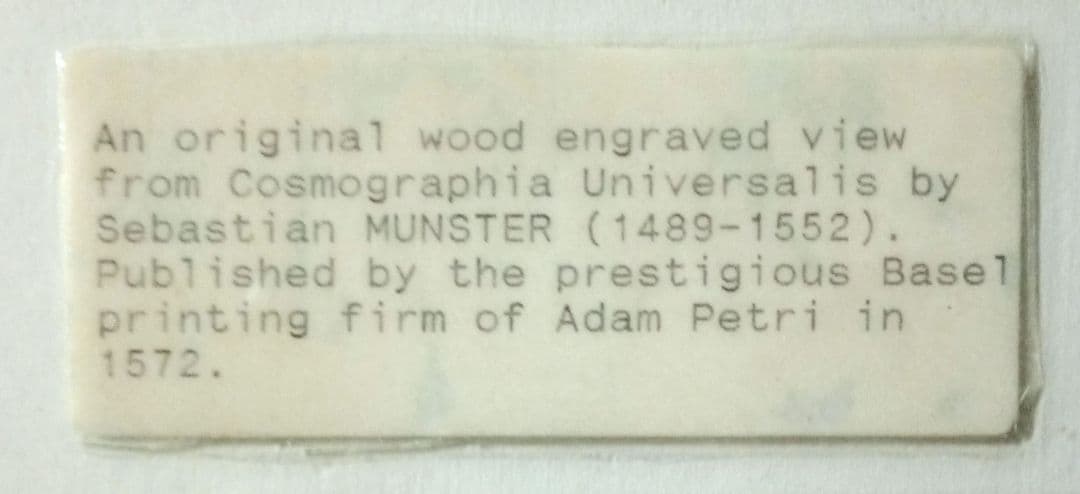 An original wood engraved view
from Cosmographia Universalis by
Sebastian MUNSTER (1489-1552).
Published by the prestigious Basel
printing firm of Adam Petri in
1572.